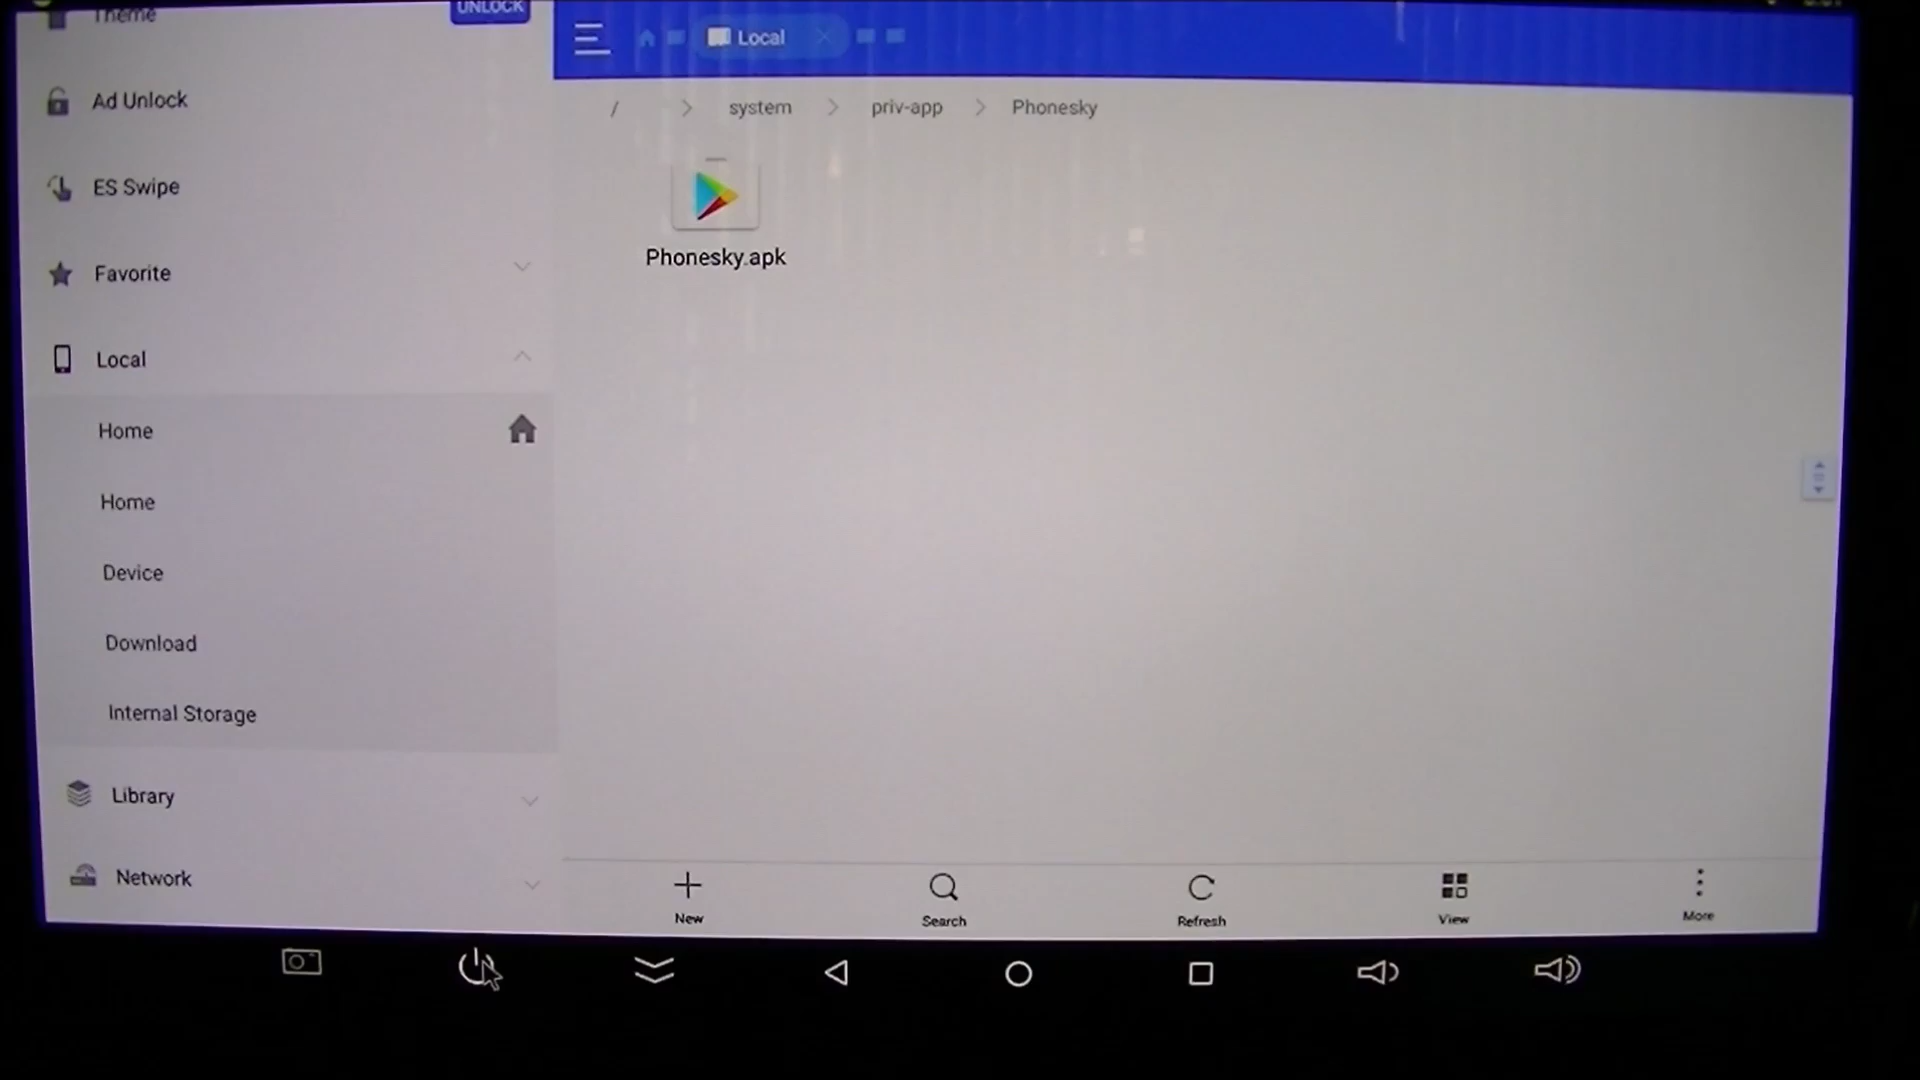 Theme
UNLOCK
Local
Ad Unlock
/ system priv-app Phonesky
ES Swipe
Phonesky.apk
Favorite
Local
Home
Home
Device
Download
Internal Storage
Library
Network
New
Search
Refresh
View
More